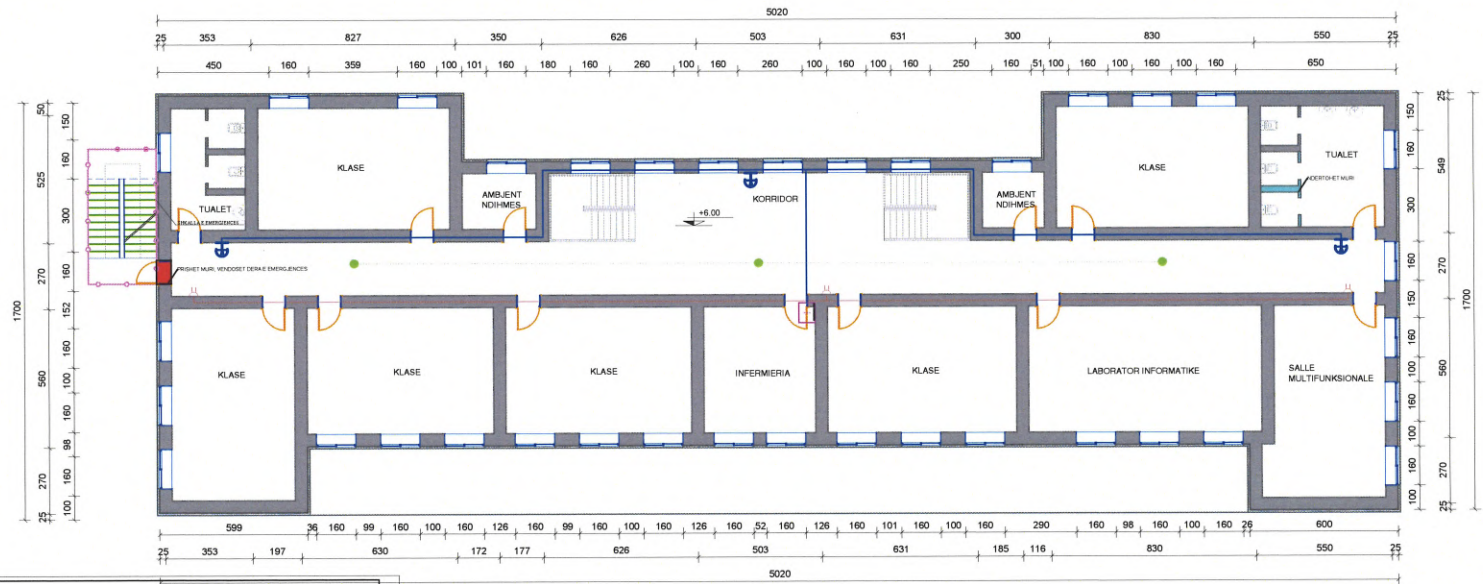 5020
25 353 827 350 626 503 631 300 830 550 25
450 160 359 160 100 101 160 180 160 260 100 160 260 100 160 100 160 250 160 51 100 160 100 160 100 160 650
1700
50 525 270 560 270 25
150 160 300 160 152 160 100 160 98 160 100
KLASE
TUALET
SHKALLA E EMERGJENCES
AMBJENT
NDIHMES
KORRIDOR
+6.00
AMBJENT
NDIHMES
KLASE
TUALET
NDERTOHET MURI
PRISHET MURI, VENDOSET DERA E EMERGJENCES
KLASE
KLASE
KLASE
INFERMIERIA
KLASE
LABORATOR INFORMATIKE
SALLE
MULTIFUNKSIONALE
150 160 300 160 150 160 100 160 100 160 100
25 549 270 560 270 25
1700
599 36 160 99 160 100 160 126 160 99 160 100 160 126 160 52 160 126 160 101 160 100 160 290 160 98 160 100 160 26 600
25 353 197 630 172 177 626 503 631 185 116 830 550 25
5020